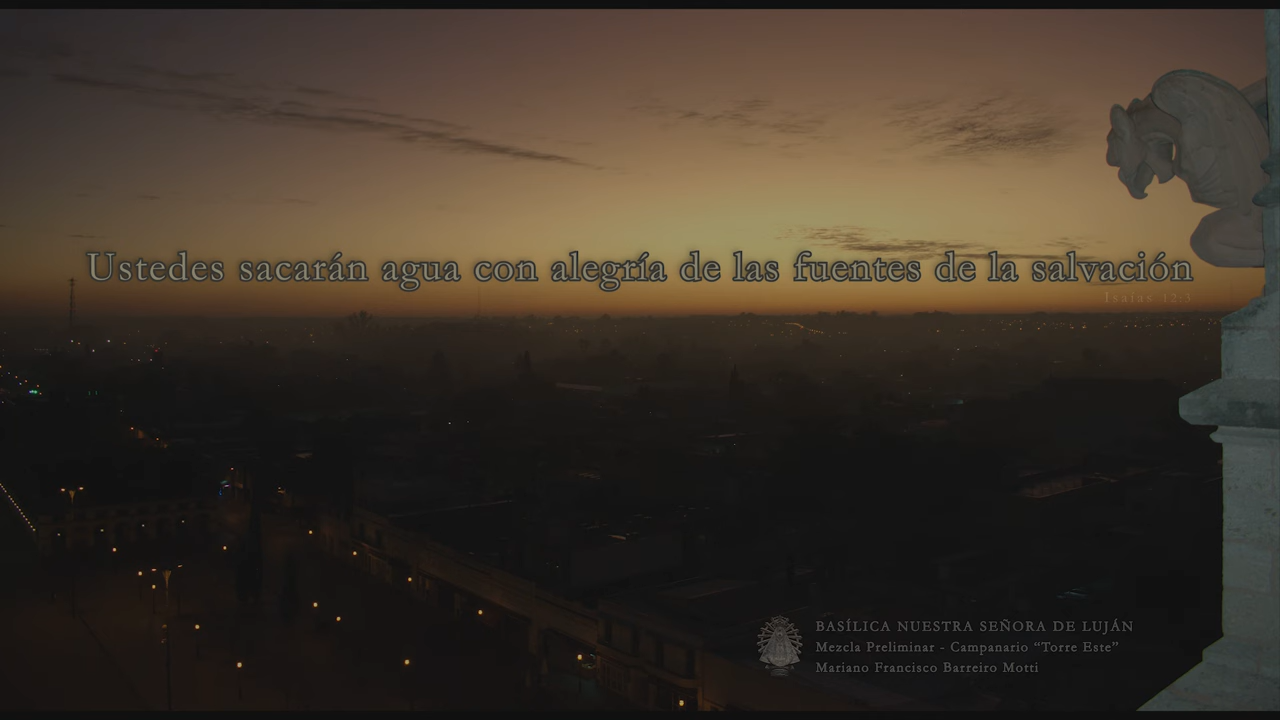 Ustedes sacarán agua con alegría de las fuentes de la salvación
Isaías 12:3
BASÍLICA NUESTRA SEÑORA DE LUJÁN
Mezcla Preliminar - Campanario “Torre Este”
Mariano Francisco Barreiro Motti